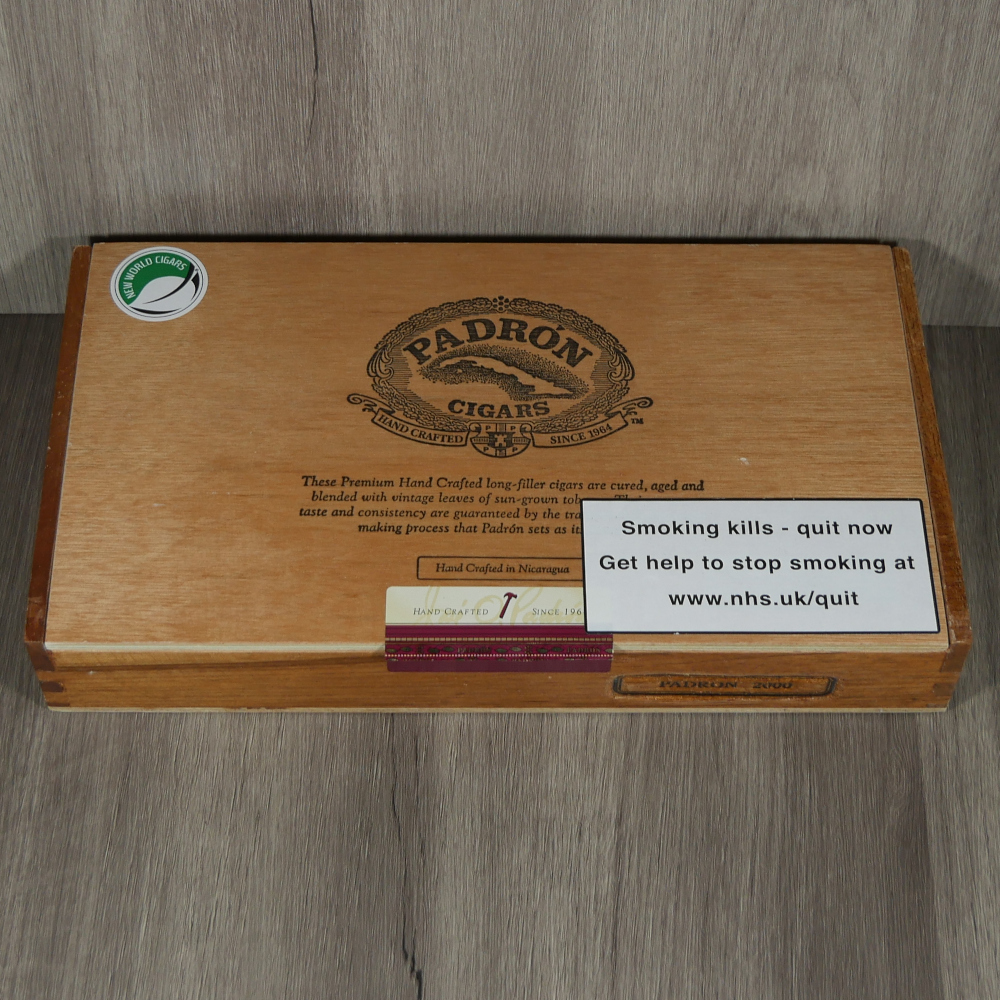 NEW WORLD CIGARS
PADRÓN
CIGARS
HAND CRAFTED
SINCE 1964
TM
These Premium Hand Crafted long-filler cigars are cured, aged and
blended with vintage leaves of sun-grown
taste and consistency are guaranteed by the
making process that Padrón sets as
Hand Crafted in Nicaragua
HAND CRAFTED SINCE 196
Smoking kills - quit now
Get help to stop smoking at
www.nhs.uk/quit
PADRÓN 2000